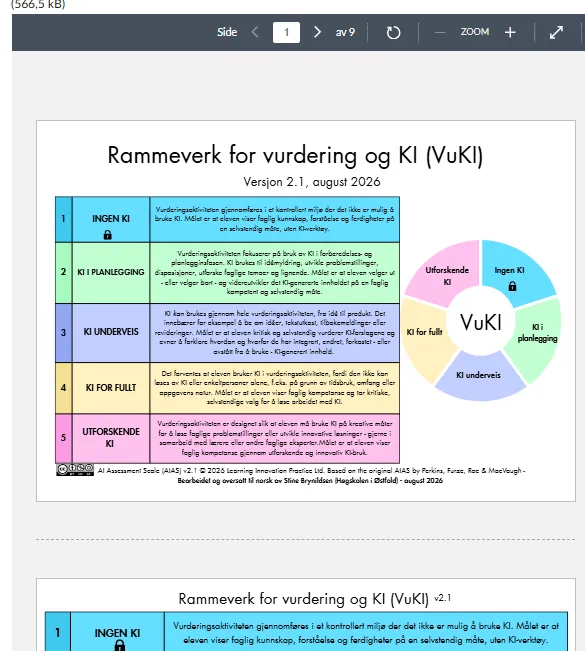 (566,5 kB)
Side 1 av 9 ZOOM
Rammeverk for vurdering og KI (VuKI)
Versjon 2.1, august 2026
1
INGEN KI
Vurderingsaktiviteten gjennomføres i et kontrollert miljø der det ikke er mulig å
bruke KI. Målet er at eleven viser faglig kunnskap, forståelse og ferdigheter på
en selvstendig måte, uten KI-verktøy.
2
KI I PLANLEGGING
Vurderingsaktiviteten fokuserer på bruk av KI i forberedelses- og
planleggingsfasen. KI brukes til idémyldring, utvikle problemstillinger,
disposisjoner, utforske faglige temaer og lignende. Målet er at eleven velger ut
- eller velger bort - og videreutvikler det KI-genererte innholdet på en faglig
kompetent og selvstendig måte.
3
KI UNDERVEIS
KI kan brukes gjennom hele vurderingsaktiviteten, fra idé til produkt. Det
innebærer for eksempel å be om idéer, tekstutkast, tilbakemeldinger eller
revideringer. Målet er at eleven kritisk og selvstendig vurderer KI-forslagene og
evner å forklare hvordan og hvorfor de har integrert, endret, forkastet - eller
avstått fra å bruke - KI-generert innhold.
4
KI FOR FULLT
Det forventes at eleven bruker KI i vurderingsaktiviteten, fordi den ikke kan
løses av KI eller enkeltpersoner alene, f.eks. på grunn av tidsbruk, omfang eller
oppgavens natur. Målet er at eleven viser faglig kompetanse og tar kritiske,
selvstendige valg for å løse arbeidet med KI.
5
UTFORSKENDE
KI
Vurderingsaktiviteten er designet slik at eleven må bruke KI på kreative måter
for å løse faglige problemstillinger eller utvikle innovative løsninger - gjerne i
samarbeid med lærere eller andre faglige eksperter. Målet er at eleven viser
faglig kompetanse gjennom utforskende og innovativ KI-bruk.
Utforskende
KI
Ingen KI
KI for fullt
VuKI
KI i
planlegging
KI underveis
AI Assessment Scale (AIAS) v2.1 © 2026 Learning Innovation Practice Ltd. Based on the original AIAS by Perkins, Furze, Roe & MacVaugh -
Bearbeidet og oversatt til norsk av Stine Brynildsen (Høgskolen i Østfold) - august 2026
Rammeverk for vurdering og KI (VuKI) v2.1
1
INGEN KI
Vurderingsaktiviteten gjennomføres i et kontrollert miljø der det ikke er mulig å bruke KI. Målet er at
eleven viser faglig kunnskap, forståelse og ferdigheter på en selvstendig måte, uten KI-verktøy.